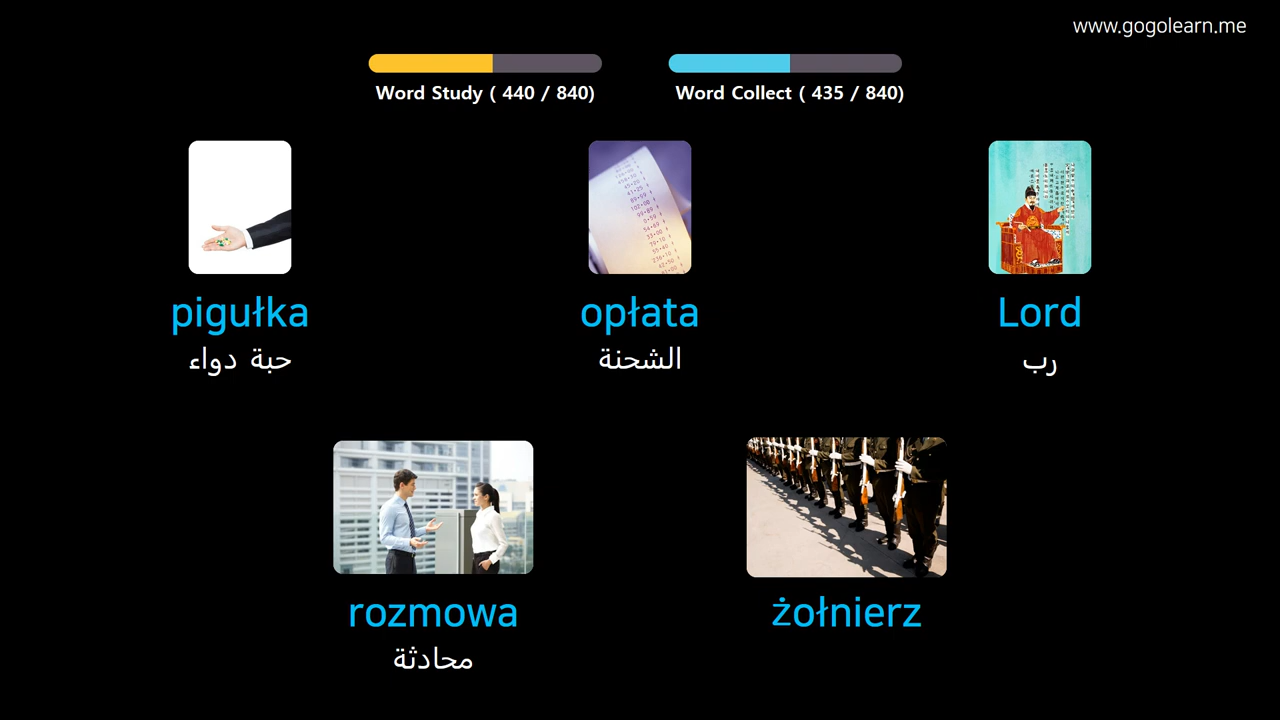 www.gogolearn.me
Word Study ( 440 / 840)
Word Collect ( 435 / 840)
pigułka
حبة دواء
opłata
الشحنة
Lord
رب
rozmowa
محادثة
żołnierz